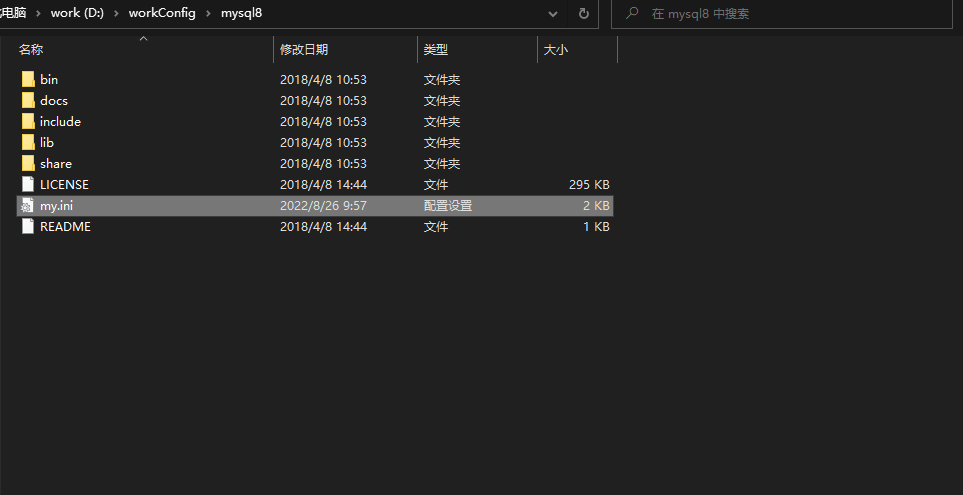 电脑 › work (D:) › workConfig › mysql8 在 mysql8 中搜索
名称 修改日期 类型 大小
bin 2018/4/8 10:53 文件夹
docs 2018/4/8 10:53 文件夹
include 2018/4/8 10:53 文件夹
lib 2018/4/8 10:53 文件夹
share 2018/4/8 10:53 文件夹
LICENSE 2018/4/8 14:44 文件 295 KB
my.ini 2022/8/26 9:57 配置设置 2 KB
README 2018/4/8 14:44 文件 1 KB